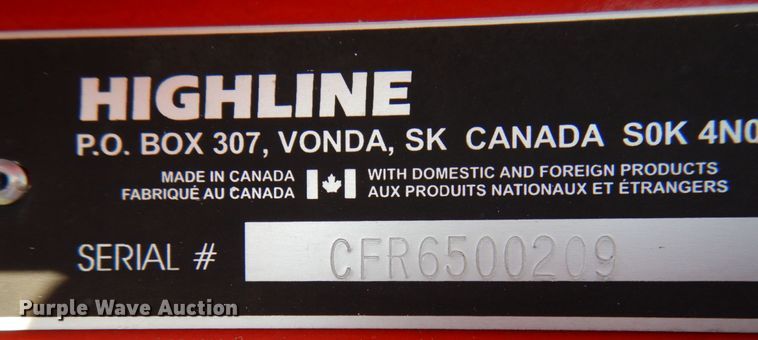 HIGHLINE
P.O. BOX 307, VONDA, SK CANADA S0K 4N0
MADE IN CANADA WITH DOMESTIC AND FOREIGN PRODUCTS
FABRIQUÉ AU CANADA AUX PRODUITS NATIONAUX ET ÉTRANGERS
SERIAL # CFR6500209
Purple Wave Auction